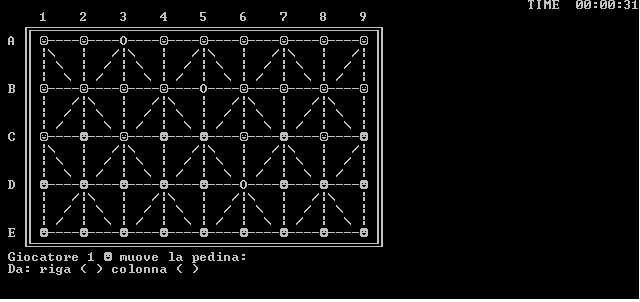 TIME 00:00:31
1 2 3 4 5 6 7 8 9
A
B
C
D
E
Giocatore 1 ☻ muove la pedina:
Da: riga ( ) colonna ( )